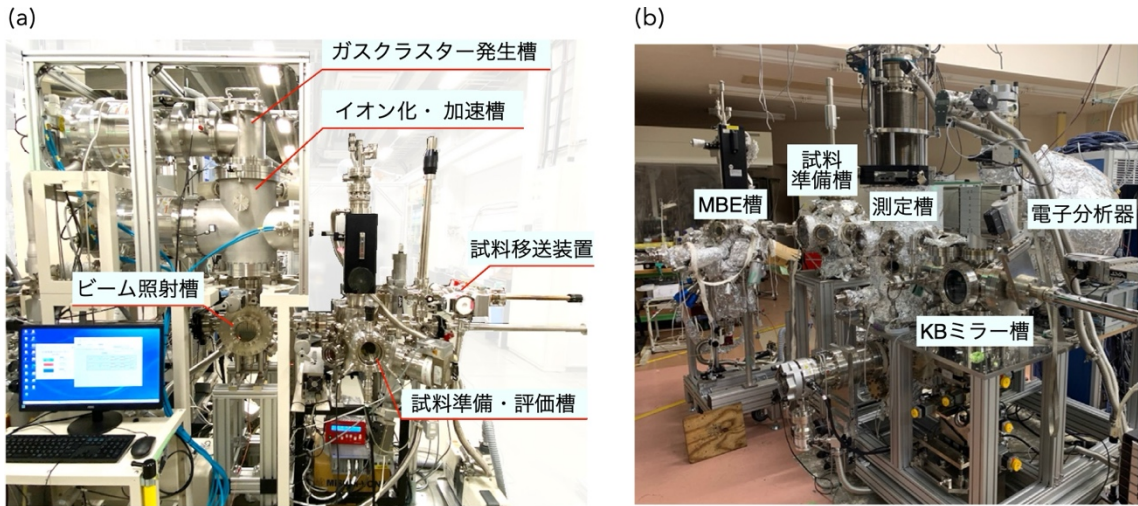 (a)
ガスクラスター発生槽
イオン化・ 加速槽
試料移送装置
ビーム照射槽
試料準備・評価槽
(b)
試料
準備槽
MBE槽
測定槽
電子分析器
KBミラー槽